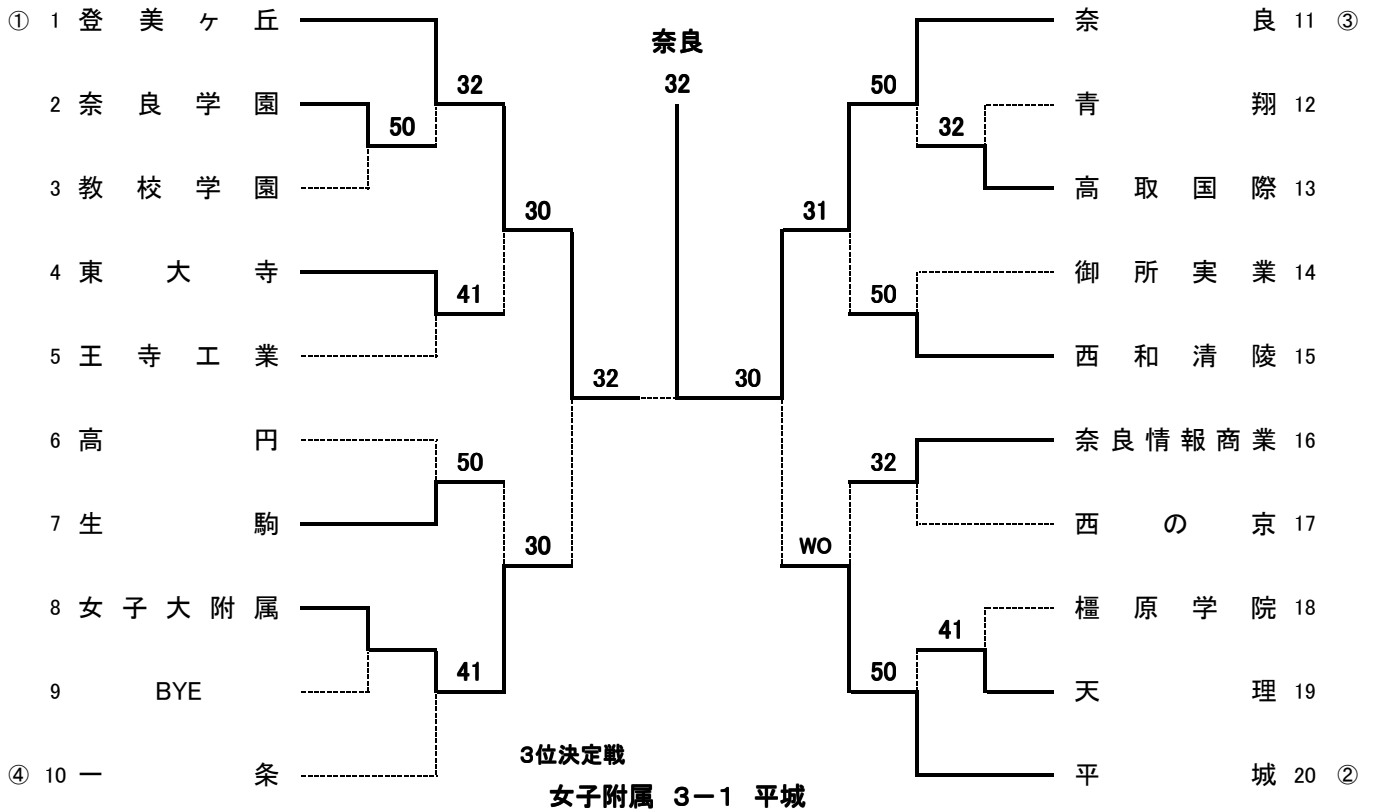 ① 1 登美ヶ丘
2 奈良学園
50
3 教校学園
32
4 東大寺
41
5 王寺工業
30
6 高円
50
7 生駒
8 女子大附属
9 BYE
41
④ 10 一条
30
32
奈良
32
30
奈良 11 ③
50
青翔 12
32
高取国際 13
31
御所実業 14
50
西和清陵 15
奈良情報商業 16
32
西の京 17
WO
橿原学院 18
41
天理 19
50
平城 20 ②
3位決定戦
女子附属 3-1 平城